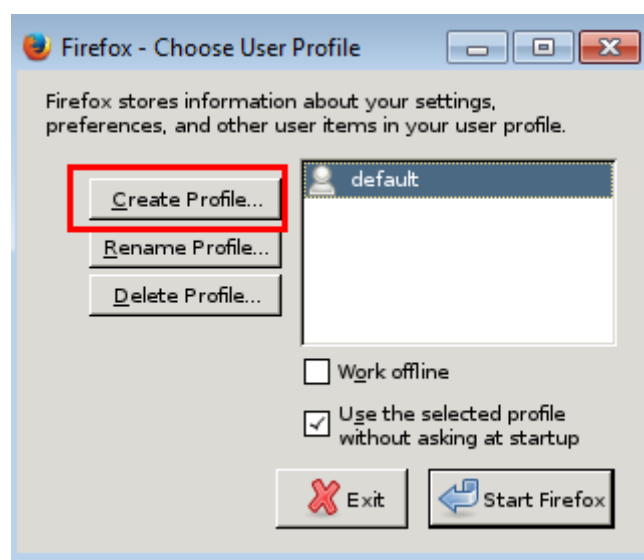 Firefox - Choose User Profile
Firefox stores information about your settings,
preferences, and other user items in your user profile.
Create Profile...
default
Rename Profile...
Delete Profile...
Work offline
Use the selected profile
without asking at startup
Exit
Start Firefox